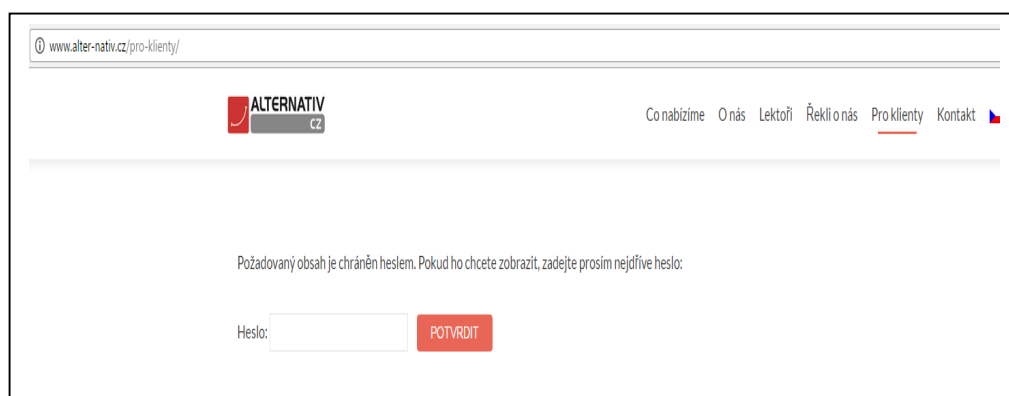 www.alter-nativ.cz/pro-klienty/
ALTERNATIV
CZ
Co nabízíme O nás Lektoři Řekli o nás Pro klienty Kontakt
Požadovaný obsah je chráněn heslem. Pokud ho chcete zobrazit, zadejte prosím nejdříve heslo:
Heslo: POTVRDIT